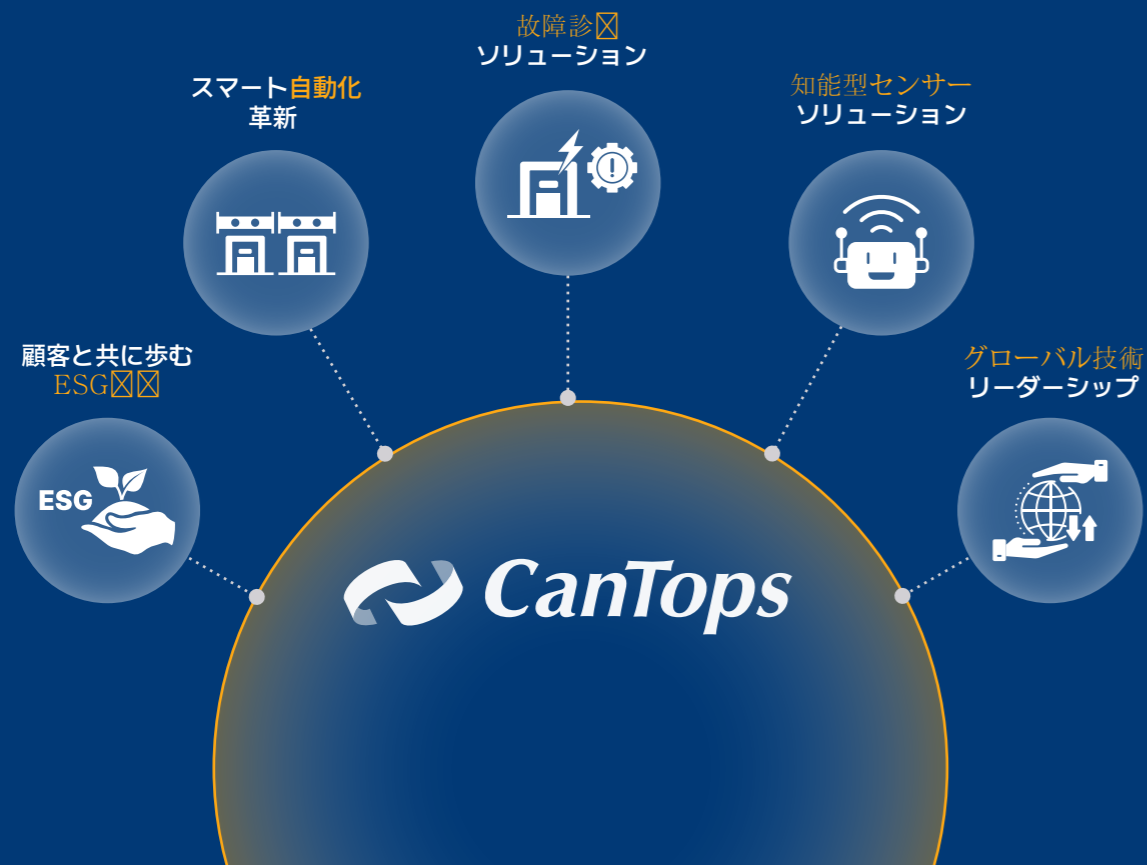 故障診☒
ソリューション
スマート自動化
革新
知能型センサー
ソリューション
顧客と共に歩む
ESG☒☒
グローバル技術
リーダーシップ
ESG
CanTops